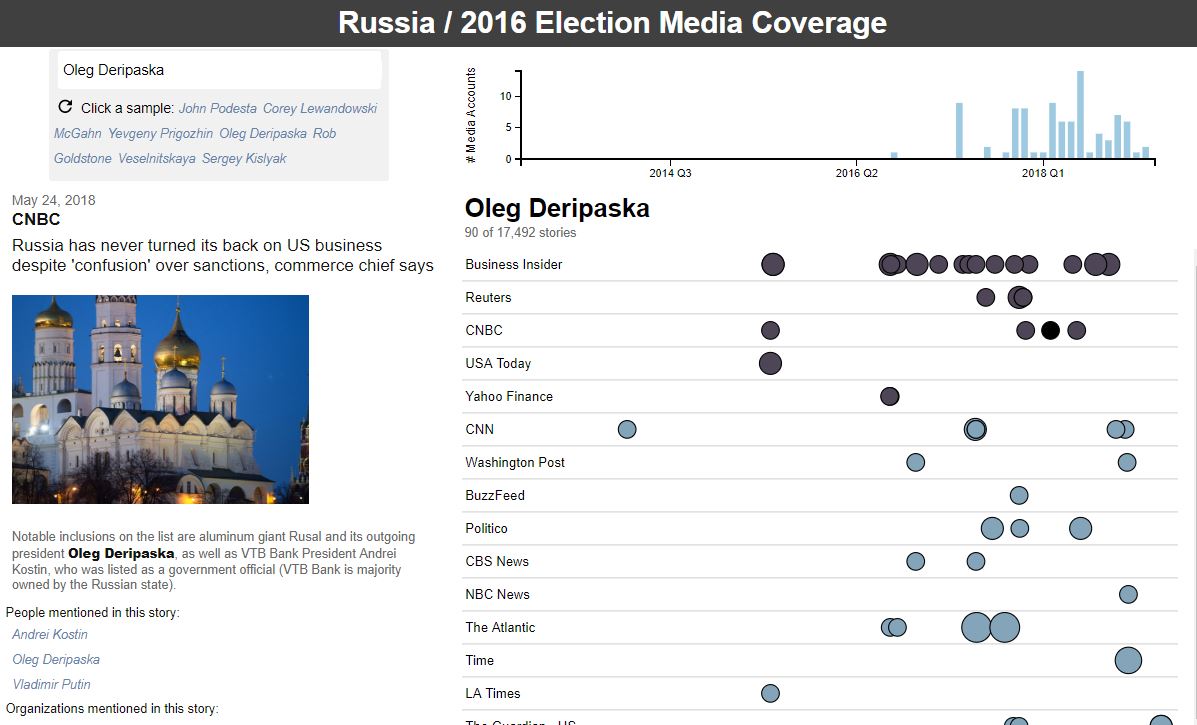 Russia / 2016 Election Media Coverage
Oleg Deripaska
Click a sample: John Podesta Corey Lewandowski
McGahn Yevgeny Prigozhin Oleg Deripaska Rob
Goldstone Veselnitskaya Sergey Kislyak
May 24, 2018
CNBC
Russia has never turned its back on US business
despite 'confusion' over sanctions, commerce chief says
Notable inclusions on the list are aluminum giant Rusal and its outgoing
president Oleg Deripaska, as well as VTB Bank President Andrei
Kostin, who was listed as a government official (VTB Bank is majority
owned by the Russian state).
People mentioned in this story:
Andrei Kostin
Oleg Deripaska
Vladimir Putin
Organizations mentioned in this story:
# Media Accounts
10
5
0
2014 Q3
2016 Q2
2018 Q1
Oleg Deripaska
90 of 17,492 stories
Business Insider
Reuters
CNBC
USA Today
Yahoo Finance
CNN
Washington Post
BuzzFeed
Politico
CBS News
NBC News
The Atlantic
Time
LA Times
The Guardian - US